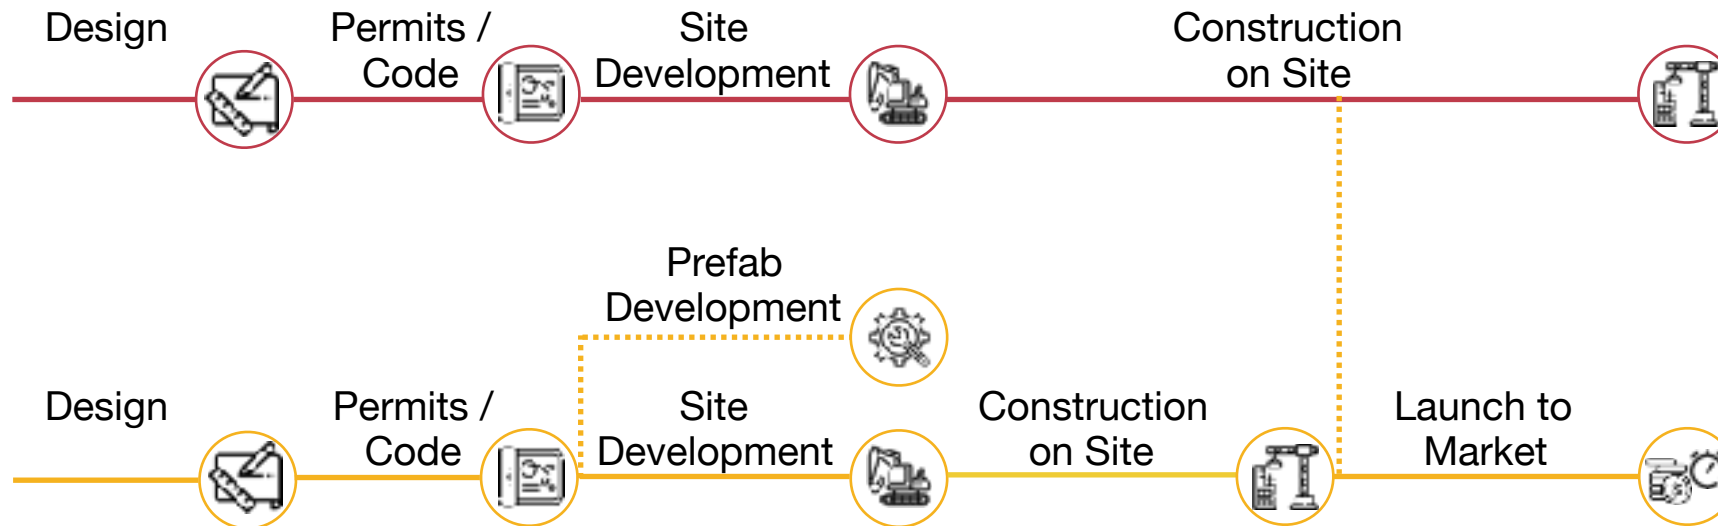 Design
Permits /
Code
Site
Development
Construction
on Site
Prefab
Development
Design
Permits /
Code
Site
Development
Construction
on Site
Launch to
Market